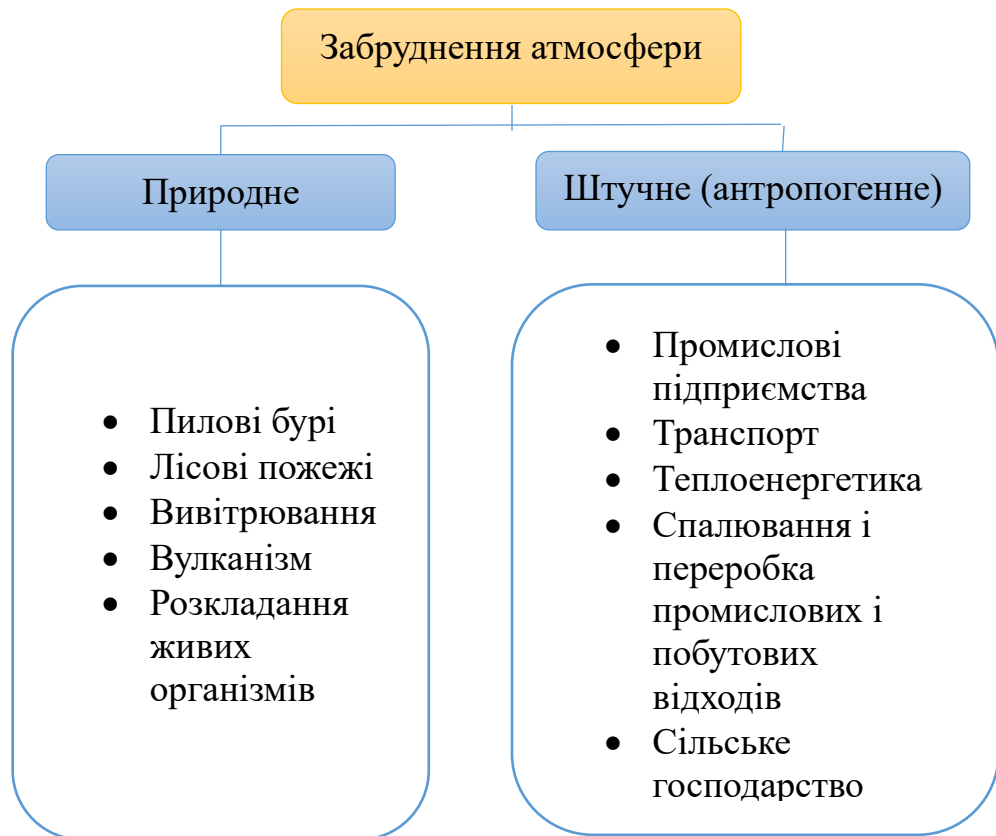 Забруднення атмосфери
Природне
Штучне (антропогенне)
• Пилові бурі
• Лісові пожежі
• Вивітрювання
• Вулканізм
• Розкладання
живих
організмів
• Промислові
підприємства
• Транспорт
• Теплоенергетика
• Спалювання і
переробка
промислових і
побутових
відходів
• Сільське
господарство